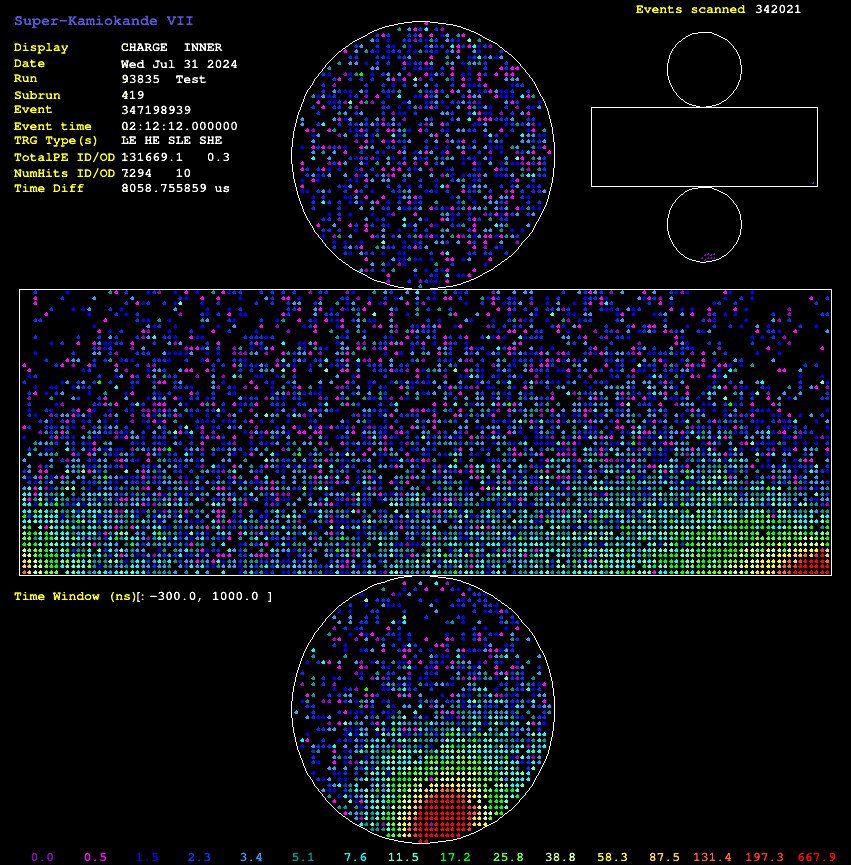 Super-Kamiokande VII
Events scanned 342021
Display CHARGE INNER
Date Wed Jul 31 2024
Run 93835 Test
Subrun 419
Event 347198939
Event time 02:12:12.000000
TRG Type(s) LE HE SLE SHE
TotalPE ID/OD 131669.1 0.3
NumHits ID/OD 7294 10
Time Diff 8058.755859 us
Time Window (ns)[: −300.0, 1000.0 ]
0.0 0.5 1.5 2.3 3.4 5.1 7.6 11.5 17.2 25.8 38.8 58.3 87.5 131.4 197.3 667.9